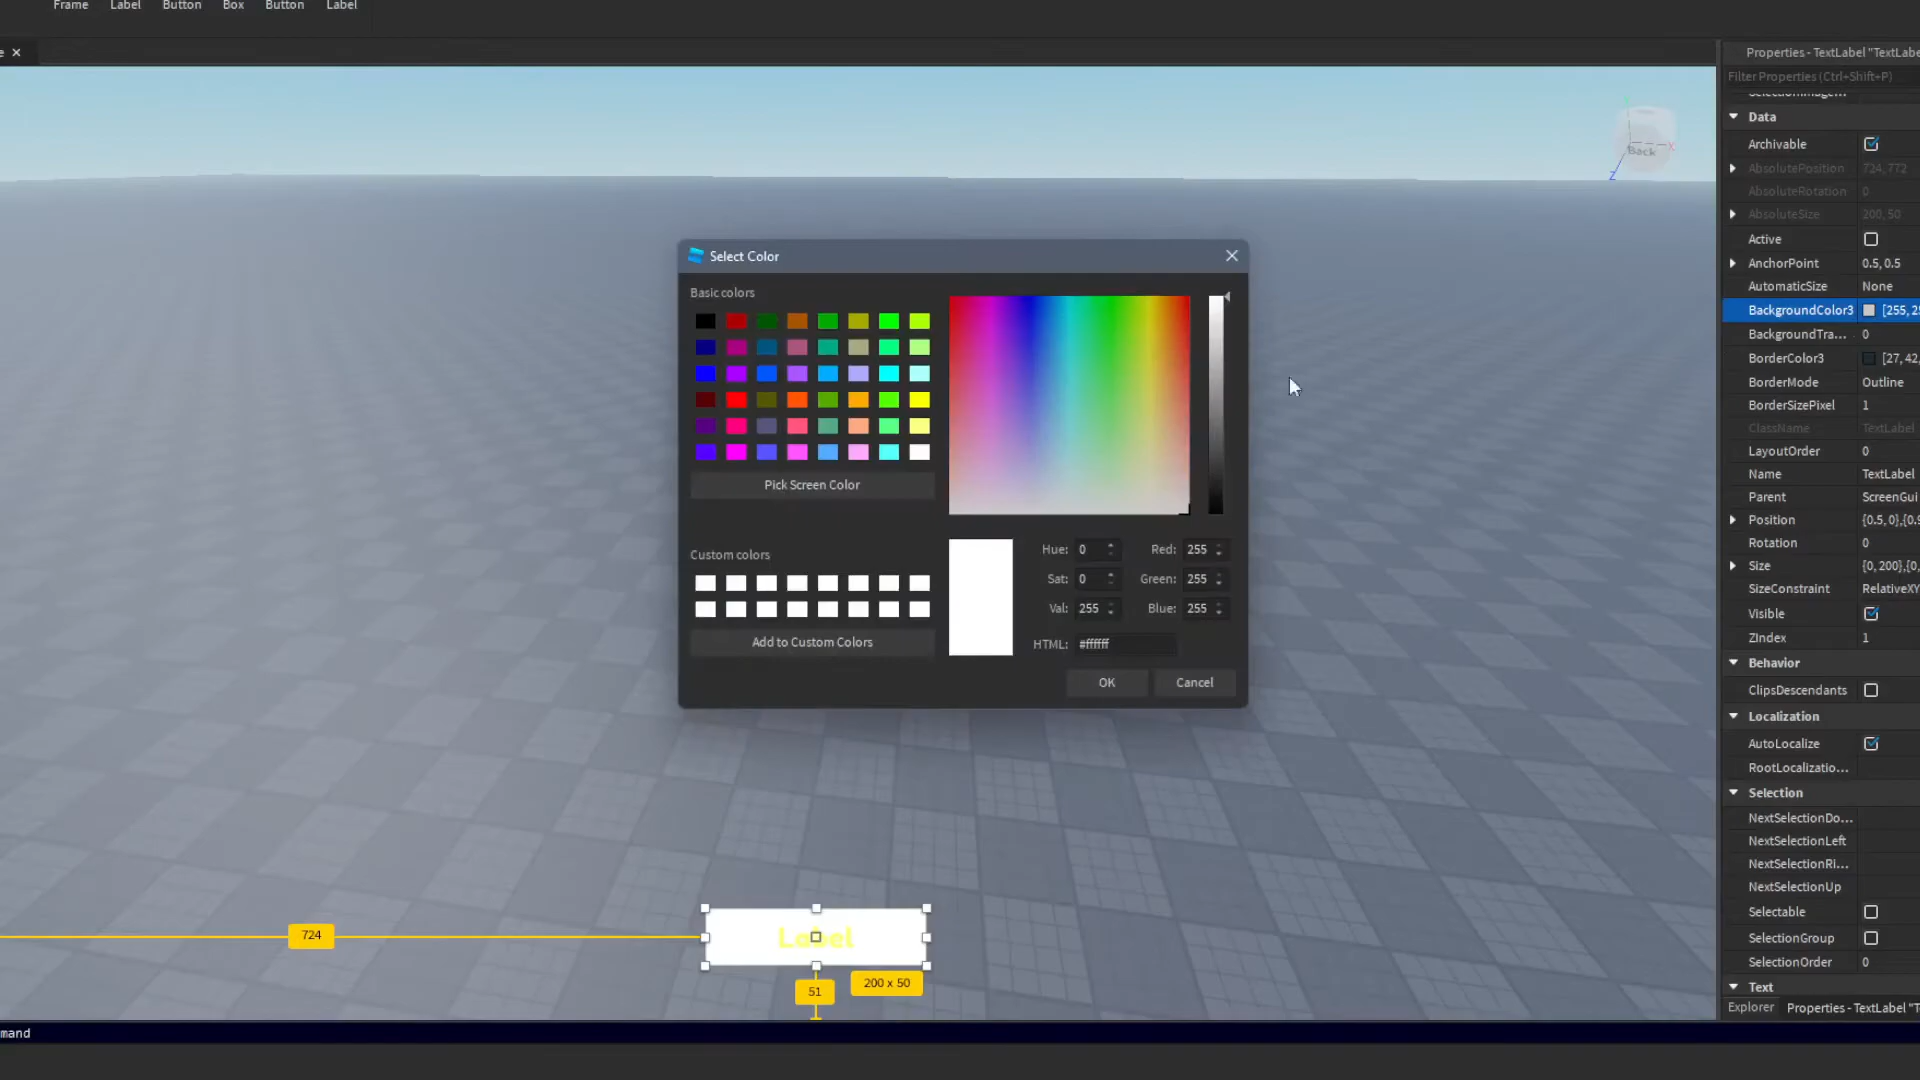 Frame Label Button Box Button Label
e
Properties - TextLabel "TextLabe
Filter Properties (Ctrl+Shift+P)
SelectionImage...
Data
Archivable
AbsolutePosition 724, 772
AbsoluteRotation 0
AbsoluteSize 200, 50
Active
AnchorPoint 0.5, 0.5
AutomaticSize None
BackgroundColor3 [255, 25
BackgroundTra... 0
BorderColor3 [27, 42,
BorderMode Outline
BorderSizePixel 1
ClassName TextLabel
LayoutOrder 0
Name TextLabel
Parent ScreenGui
Position {0.5, 0},{0.9
Rotation 0
Size {0, 200},{0,
SizeConstraint RelativeXY
Visible
ZIndex 1
Behavior
ClipsDescendants
Localization
AutoLocalize
RootLocalizatio...
Selection
NextSelectionDo...
NextSelectionLeft
NextSelectionRi...
NextSelectionUp
Selectable
SelectionGroup
SelectionOrder 0
Text
Explorer Properties - TextLabel "T
Back
X
Y
Z
Select Color
Basic colors
Pick Screen Color
Custom colors
Add to Custom Colors
Hue: 0 Red: 255
Sat: 0 Green: 255
Val: 255 Blue: 255
HTML: #ffffff
OK Cancel
724
Label
51
200 x 50
mand